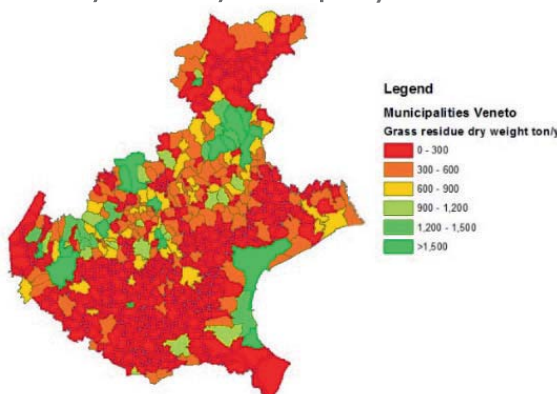 Legend
Municipalities Veneto
Grass residue dry weight ton/y
0 - 300
300 - 600
600 - 900
900 - 1,200
1,200 - 1,500
>1,500